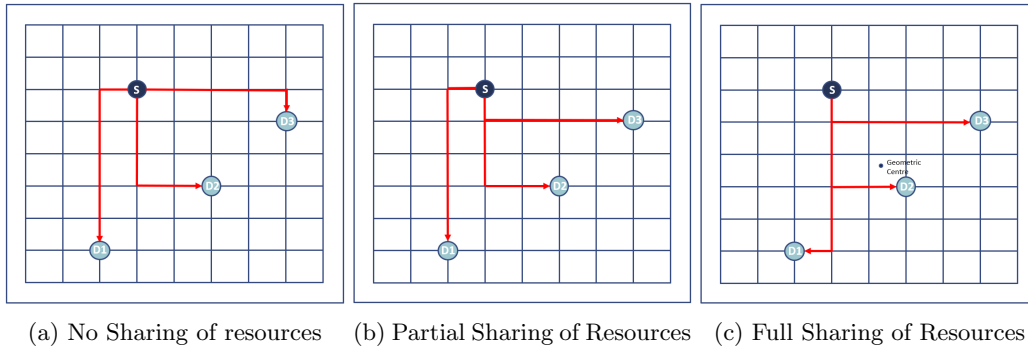 S
D3
D2
D1
S
D3
D2
D1
S
D3
Geometric
Centre
D2
D1
(a) No Sharing of resources
(b) Partial Sharing of Resources
(c) Full Sharing of Resources